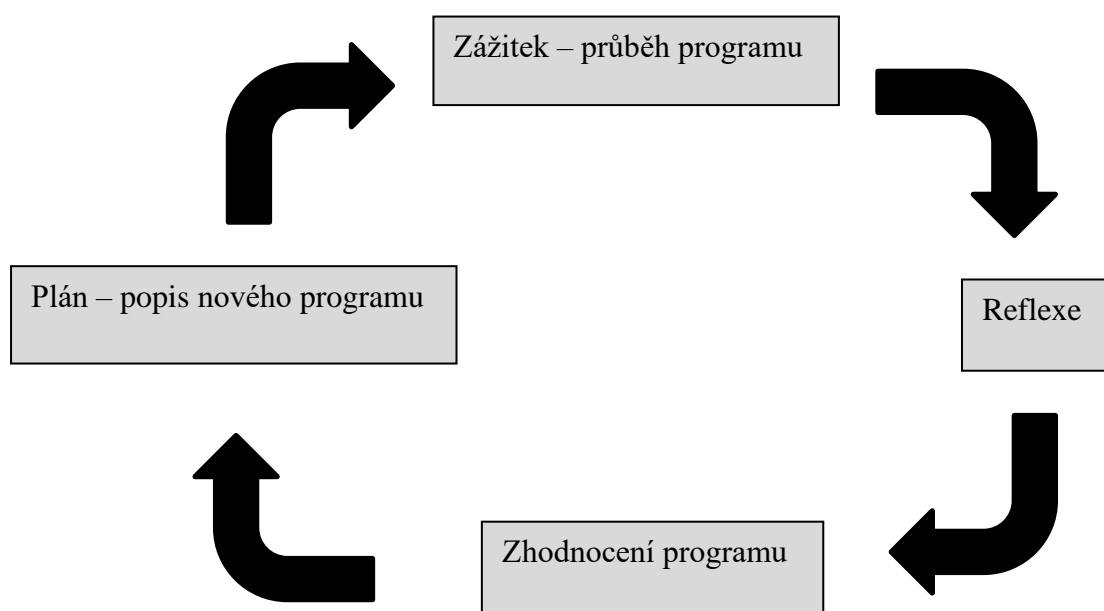 Zážitek – průběh programu
Plán – popis nového programu
Reflexe
Zhodnocení programu